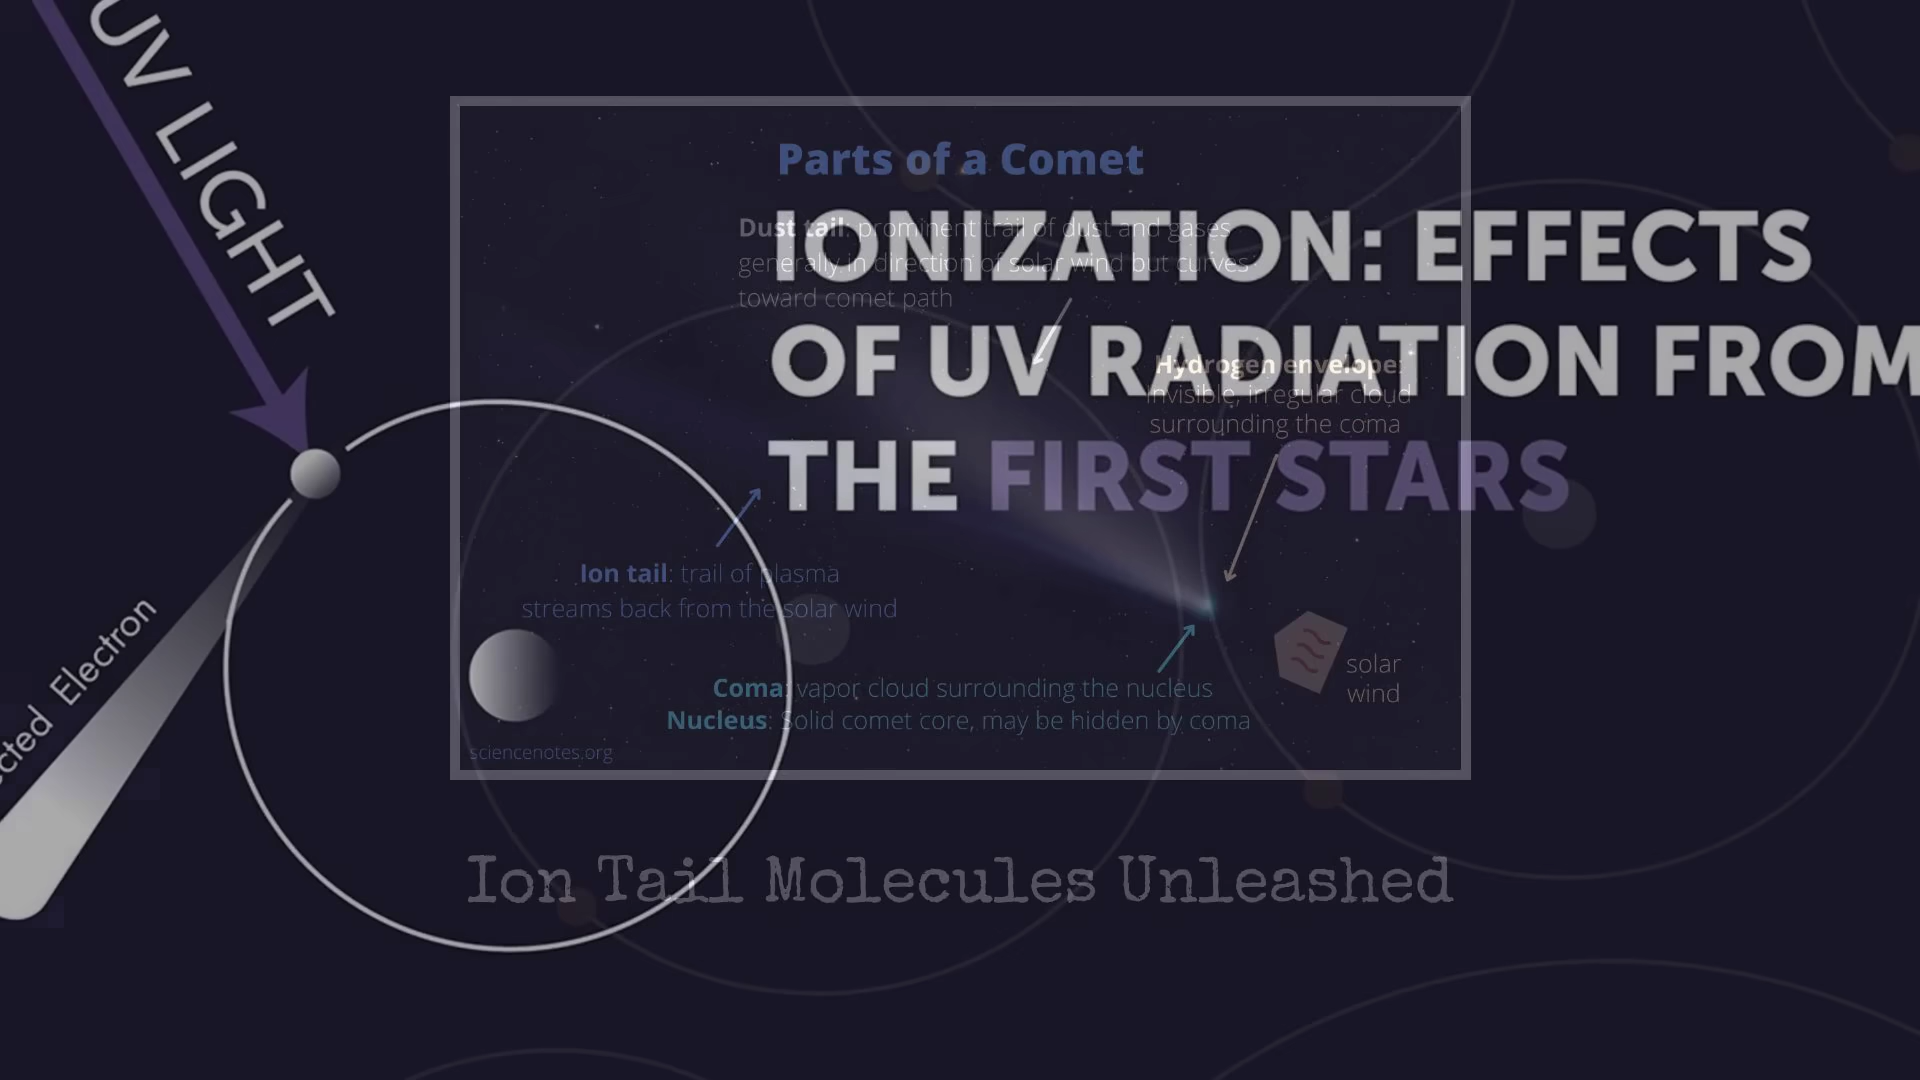 UV LIGHT
Parts of a Comet
IONIZATION: EFFECTS
OF UV RADIATION FROM
THE FIRST STARS
Dust tail: prominent trail of dust and gases
generally in direction of solar wind but curves
toward comet path
Hydrogen envelope:
invisible, irregular cloud
surrounding the coma
Ion tail: trail of plasma
streams back from the solar wind
Electron
solar
wind
Coma: vapor cloud surrounding the nucleus
Nucleus: Solid comet core, may be hidden by coma
sciencenotes.org
Ion Tail Molecules Unleashed